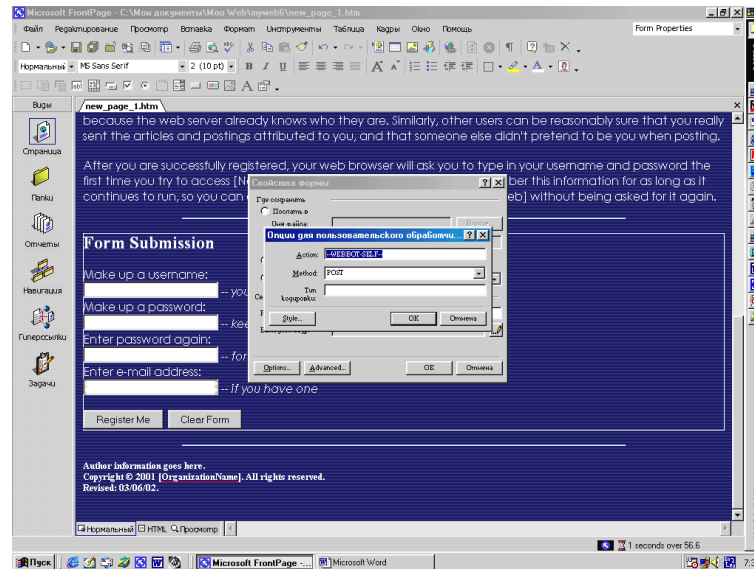 Microsoft FrontPage - C:\Мои документы\Мои Web\myweb6\new_page_1.htm
Файл Редактирование Просмотр Вставка Формат Инструменты Таблица Кадры Окно Помощь
Form Properties
Нормальный MS Sans Serif 2 (10 pt)
Виды
new_page_1.htm
because the web server already knows who they are. Similarly, other users can be reasonably sure that you really
sent the articles and postings attributed to you, and that someone else didn't pretend to be you when posting.
Страница
After you are successfully registered, your web browser will ask you to type in your username and password the
first time you try to access [N
ber this information for as long as it
continues to run, so you can
eb] without being asked for it again.
Папки
Отчеты
Навигация
Гиперссылки
Задачи
Свойства формы
Где сохранить
Послать в
Browse...
Опции для пользовательского обработчи...
Action: --WEBBOT-SELF--
Method: POST
Тип
кодировки:
Style... OK Отмена
Options... Advanced... OK Отмена
Form Submission
Make up a username:
-- you
Make up a password:
-- kee
Enter password again:
-- for
Enter e-mail address:
-- If you have one
Register Me Clear Form
Author information goes here.
Copyright © 2001 [OrganizationName]. All rights reserved.
Revised: 03/06/02.
Нормальный HTML Просмотр
1 seconds over 56.6
Пуск Microsoft FrontPage -... Microsoft Word